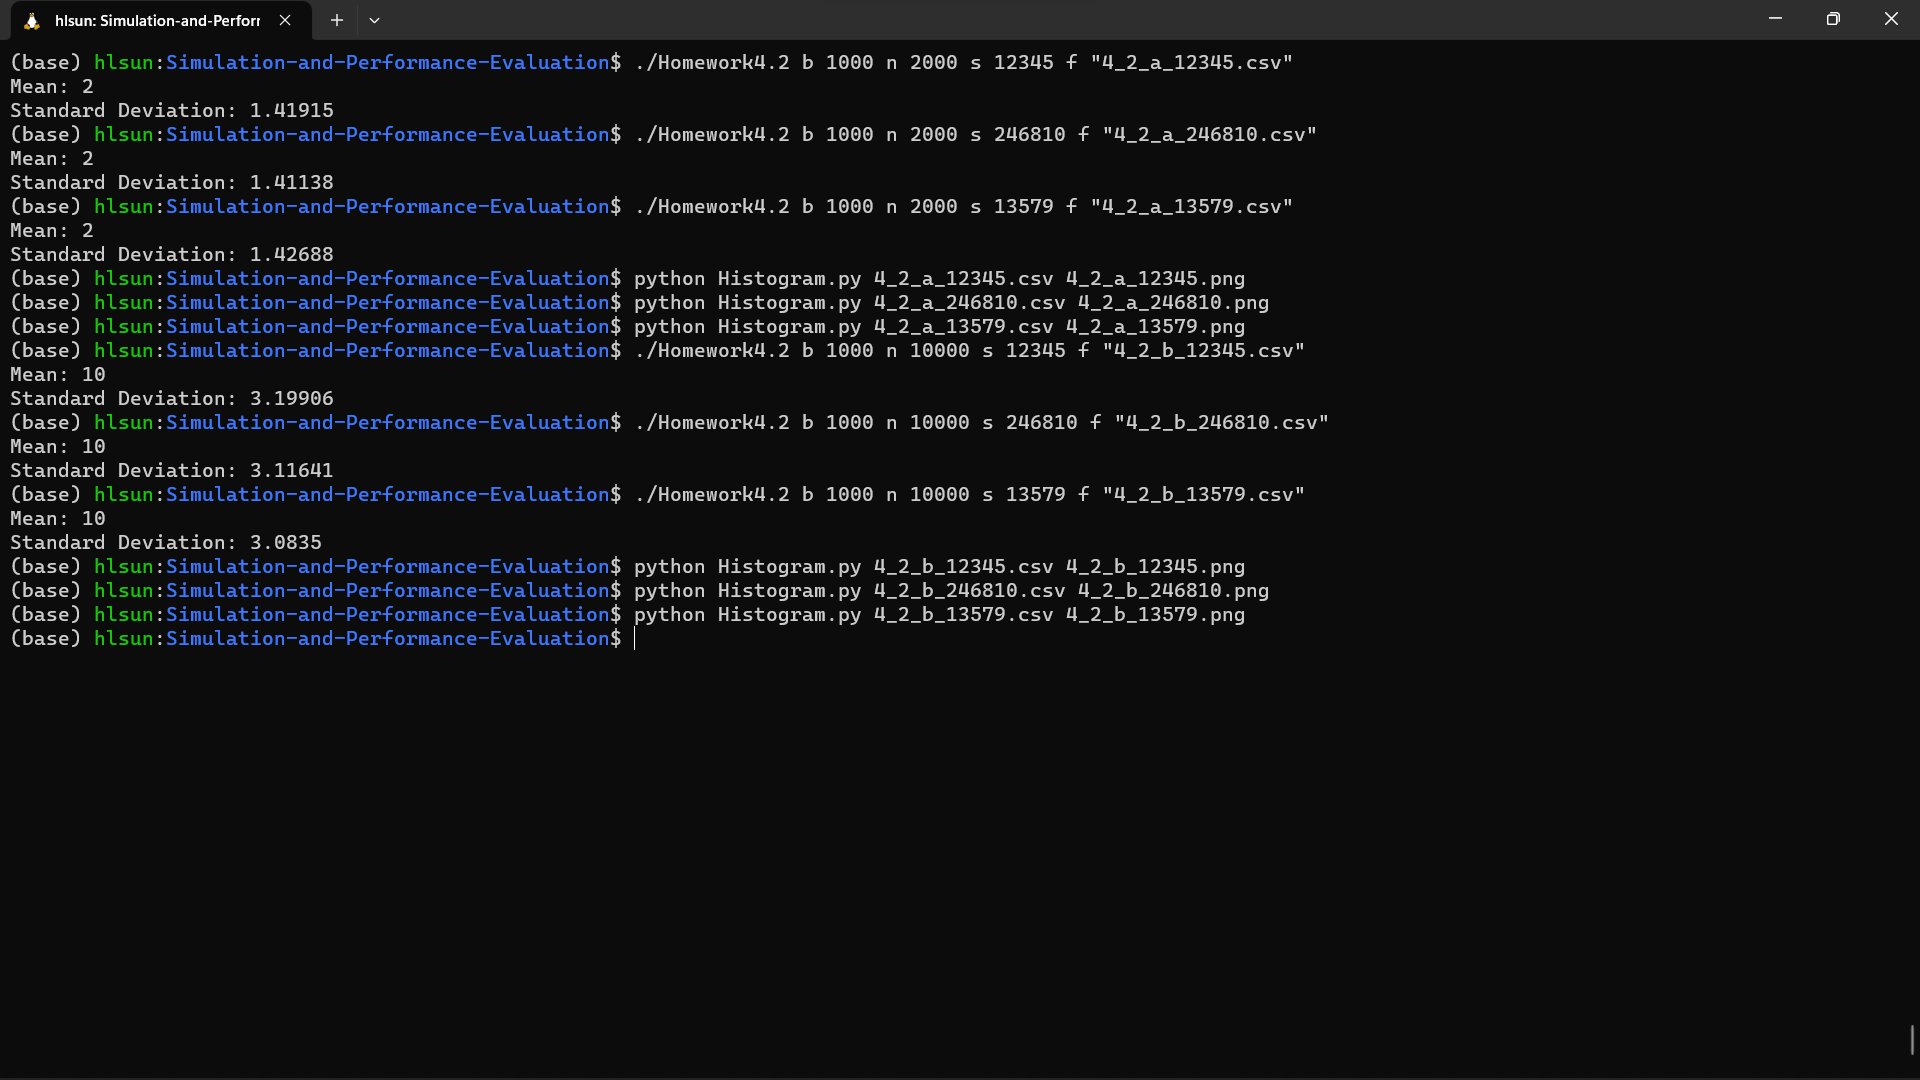 hlsun: Simulation-and-Perfor
(base) hlsun:Simulation-and-Performance-Evaluation$ ./Homework4.2 b 1000 n 2000 s 12345 f "4_2_a_12345.csv"
Mean: 2
Standard Deviation: 1.41915
(base) hlsun:Simulation-and-Performance-Evaluation$ ./Homework4.2 b 1000 n 2000 s 246810 f "4_2_a_246810.csv"
Mean: 2
Standard Deviation: 1.41138
(base) hlsun:Simulation-and-Performance-Evaluation$ ./Homework4.2 b 1000 n 2000 s 13579 f "4_2_a_13579.csv"
Mean: 2
Standard Deviation: 1.42688
(base) hlsun:Simulation-and-Performance-Evaluation$ python Histogram.py 4_2_a_12345.csv 4_2_a_12345.png
(base) hlsun:Simulation-and-Performance-Evaluation$ python Histogram.py 4_2_a_246810.csv 4_2_a_246810.png
(base) hlsun:Simulation-and-Performance-Evaluation$ python Histogram.py 4_2_a_13579.csv 4_2_a_13579.png
(base) hlsun:Simulation-and-Performance-Evaluation$ ./Homework4.2 b 1000 n 10000 s 12345 f "4_2_b_12345.csv"
Mean: 10
Standard Deviation: 3.19906
(base) hlsun:Simulation-and-Performance-Evaluation$ ./Homework4.2 b 1000 n 10000 s 246810 f "4_2_b_246810.csv"
Mean: 10
Standard Deviation: 3.11641
(base) hlsun:Simulation-and-Performance-Evaluation$ ./Homework4.2 b 1000 n 10000 s 13579 f "4_2_b_13579.csv"
Mean: 10
Standard Deviation: 3.0835
(base) hlsun:Simulation-and-Performance-Evaluation$ python Histogram.py 4_2_b_12345.csv 4_2_b_12345.png
(base) hlsun:Simulation-and-Performance-Evaluation$ python Histogram.py 4_2_b_246810.csv 4_2_b_246810.png
(base) hlsun:Simulation-and-Performance-Evaluation$ python Histogram.py 4_2_b_13579.csv 4_2_b_13579.png
(base) hlsun:Simulation-and-Performance-Evaluation$